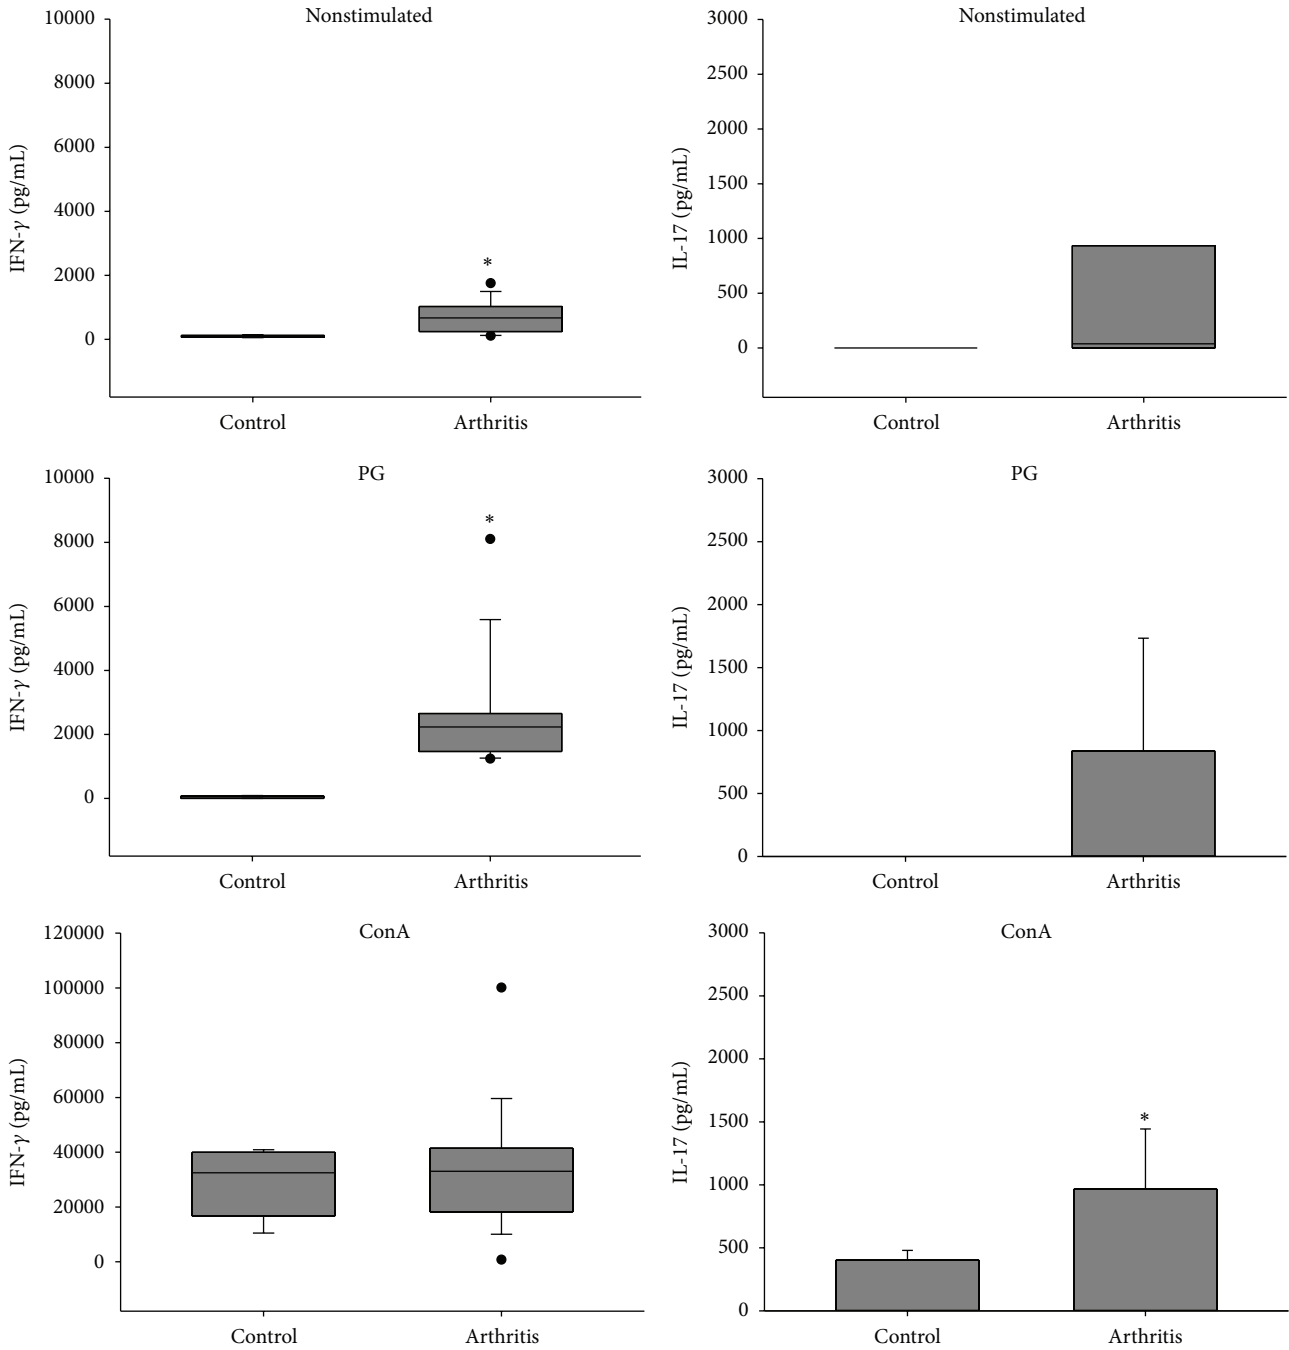 Nonstimulated
10000
8000
6000
4000
2000
0
IFN-γ (pg/mL)
*
Control Arthritis
Nonstimulated
3000
2500
2000
1500
1000
500
0
IL-17 (pg/mL)
Control Arthritis
PG
10000
8000
6000
4000
2000
0
IFN-γ (pg/mL)
*
Control Arthritis
PG
3000
2500
2000
1500
1000
500
0
IL-17 (pg/mL)
Control Arthritis
ConA
120000
100000
80000
60000
40000
20000
0
IFN-γ (pg/mL)
Control Arthritis
ConA
3000
2500
2000
1500
1000
500
0
IL-17 (pg/mL)
*
Control Arthritis